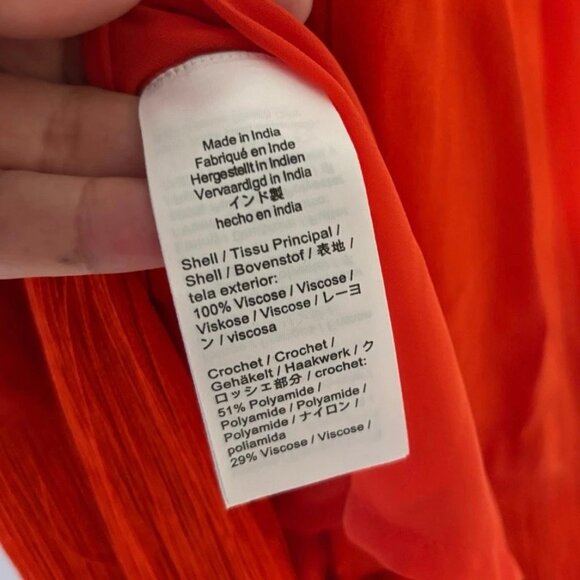 Made in India
Fabriqué en Inde
Hergestellt in Indien
Vervaardigd in India
インド製
hecho en india
Shell / Tissu Principal /
Shell / Bovenstof / 表地 /
tela exterior:
100% Viscose / Viscose /
Viskose / Viscose / レーヨ
ン / viscosa
Crochet / Crochet /
Gehäkelt / Haakwerk / ク
ロッシェ部分 / crochet:
51% Polyamide /
Polyamide / Polyamide /
Polyamide / ナイロン /
poliamida
29% Viscose / Viscose /